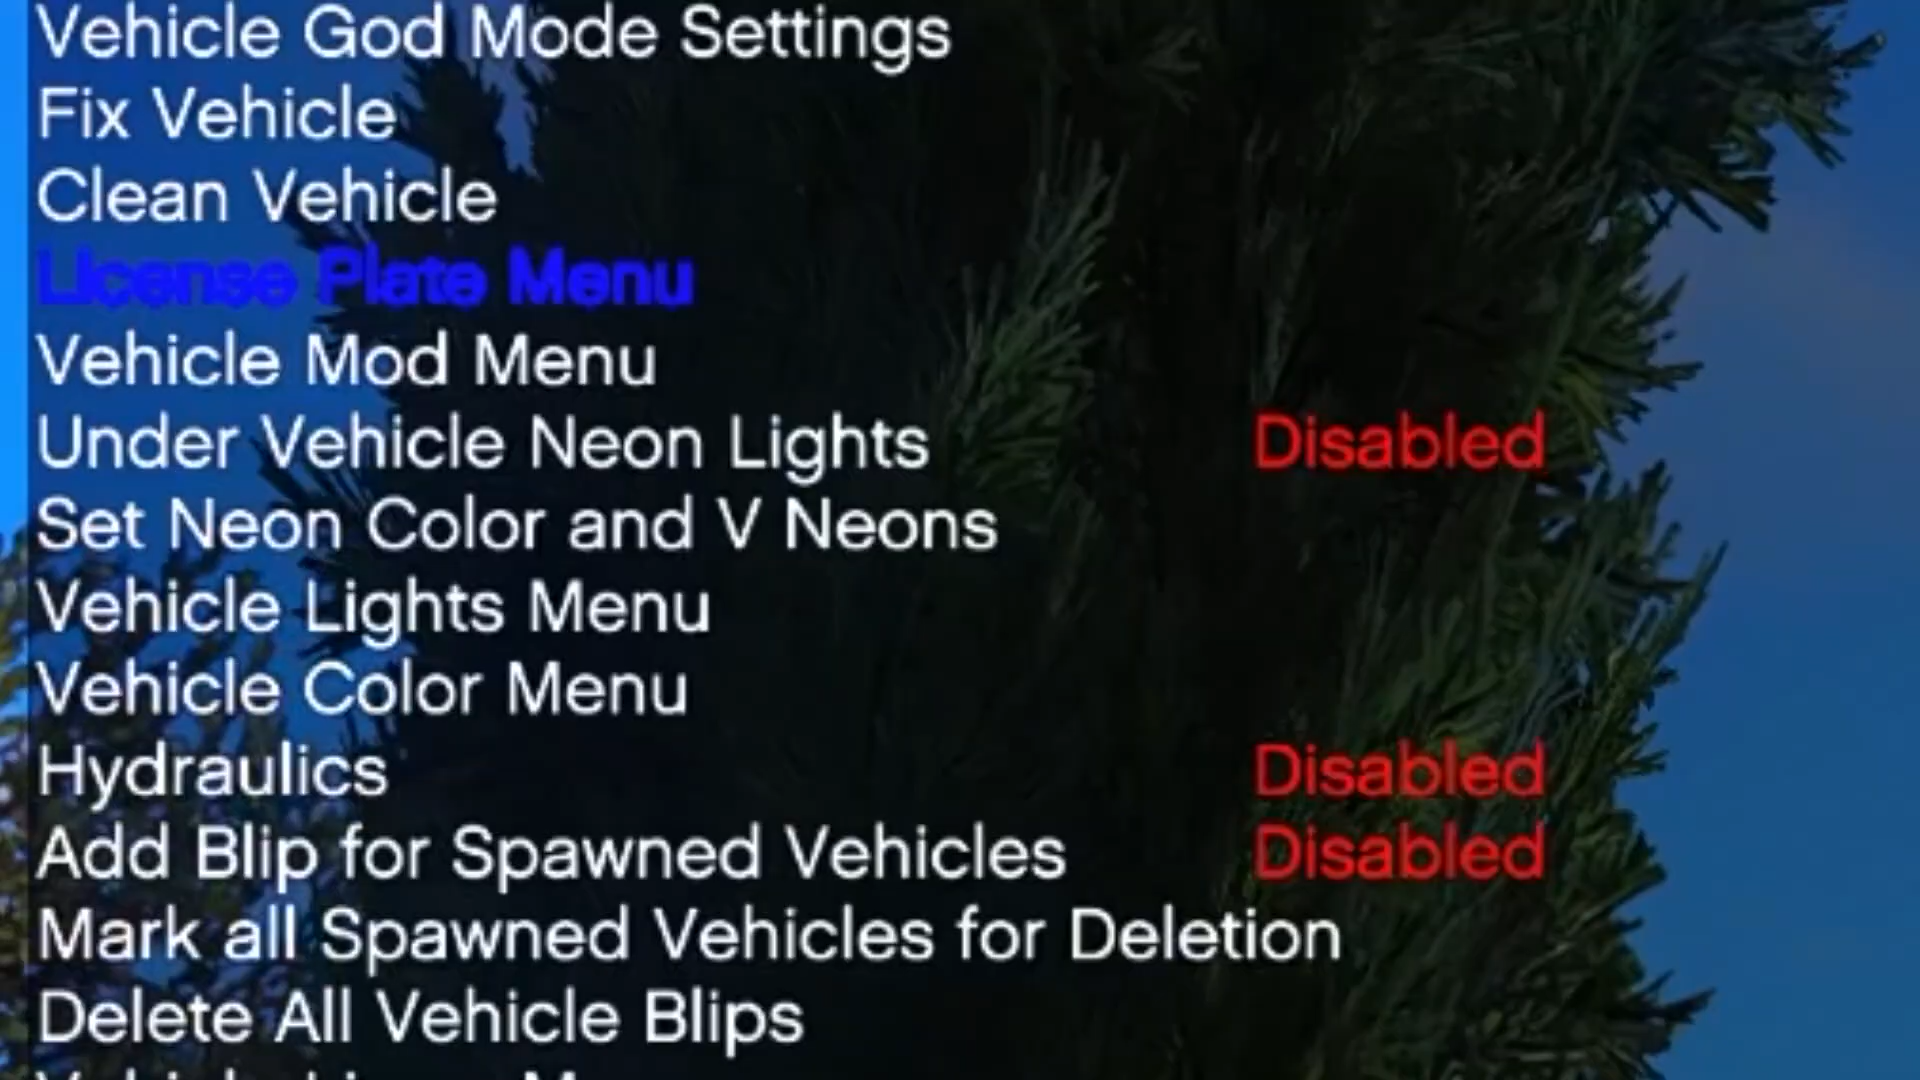 Vehicle God Mode Settings
Fix Vehicle
Clean Vehicle
License Plate Menu
Vehicle Mod Menu
Under Vehicle Neon Lights Disabled
Set Neon Color and V Neons
Vehicle Lights Menu
Vehicle Color Menu
Hydraulics Disabled
Add Blip for Spawned Vehicles Disabled
Mark all Spawned Vehicles for Deletion
Delete All Vehicle Blips